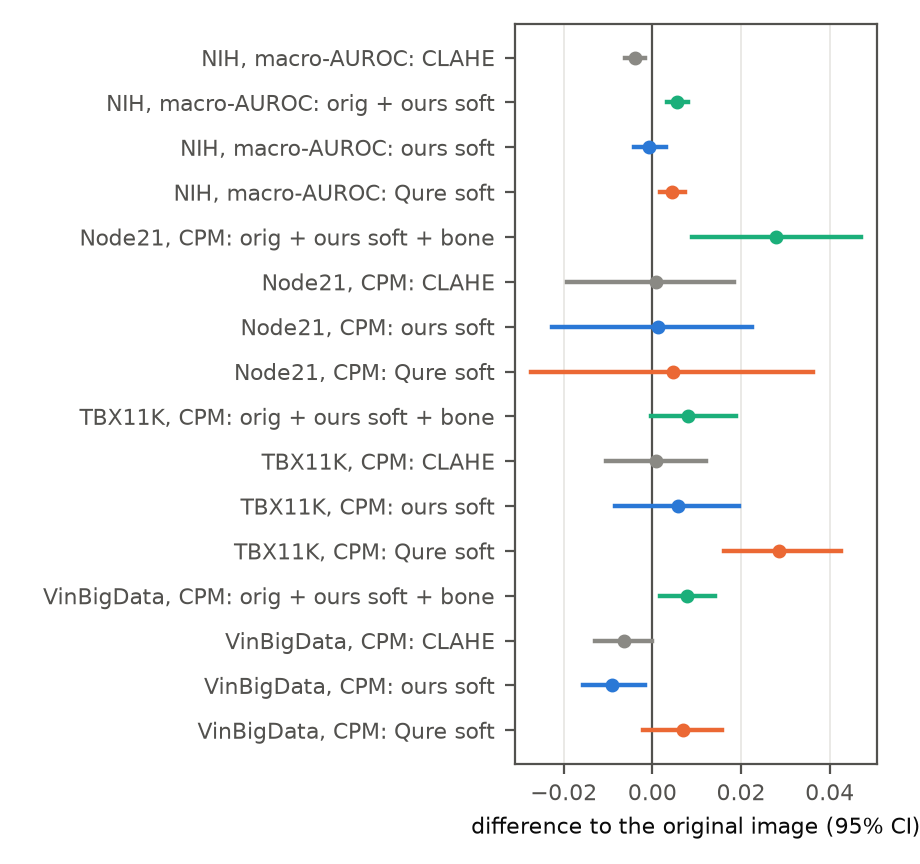 NIH, macro-AUROC: CLAHE
NIH, macro-AUROC: orig + ours soft
NIH, macro-AUROC: ours soft
NIH, macro-AUROC: Qure soft
Node21, CPM: orig + ours soft + bone
Node21, CPM: CLAHE
Node21, CPM: ours soft
Node21, CPM: Qure soft
TBX11K, CPM: orig + ours soft + bone
TBX11K, CPM: CLAHE
TBX11K, CPM: ours soft
TBX11K, CPM: Qure soft
VinBigData, CPM: orig + ours soft + bone
VinBigData, CPM: CLAHE
VinBigData, CPM: ours soft
VinBigData, CPM: Qure soft
−0.02 0.00 0.02 0.04
difference to the original image (95% CI)